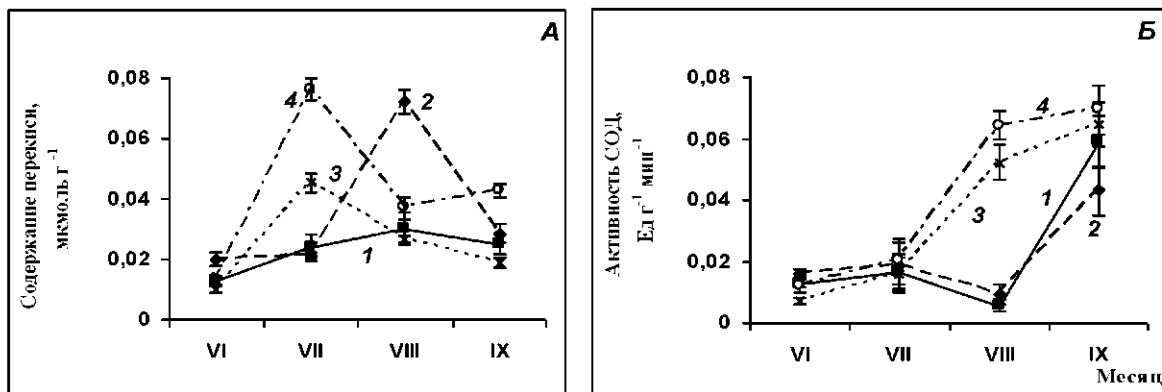 А
Содержание перекиси,
мкмоль г -1
0,08
0,06
0,04
0,02
0
4
2
3
1
VI
VII
VIII
IX
Б
Активность СОД,
Ед г-1 мин-1
0,08
0,06
0,04
0,02
0
4
1
3
2
VI
VII
VIII
IX
Месяц